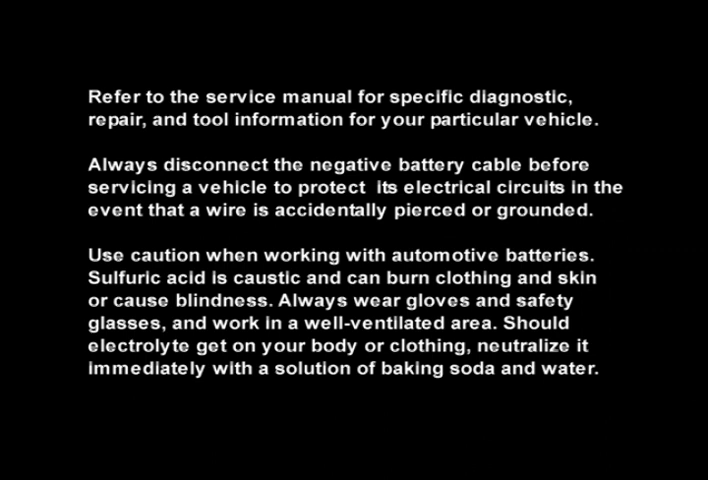 Refer to the service manual for specific diagnostic,
repair, and tool information for your particular vehicle.
Always disconnect the negative battery cable before
servicing a vehicle to protect its electrical circuits in the
event that a wire is accidentally pierced or grounded.
Use caution when working with automotive batteries.
Sulfuric acid is caustic and can burn clothing and skin
or cause blindness. Always wear gloves and safety
glasses, and work in a well-ventilated area. Should
electrolyte get on your body or clothing, neutralize it
immediately with a solution of baking soda and water.